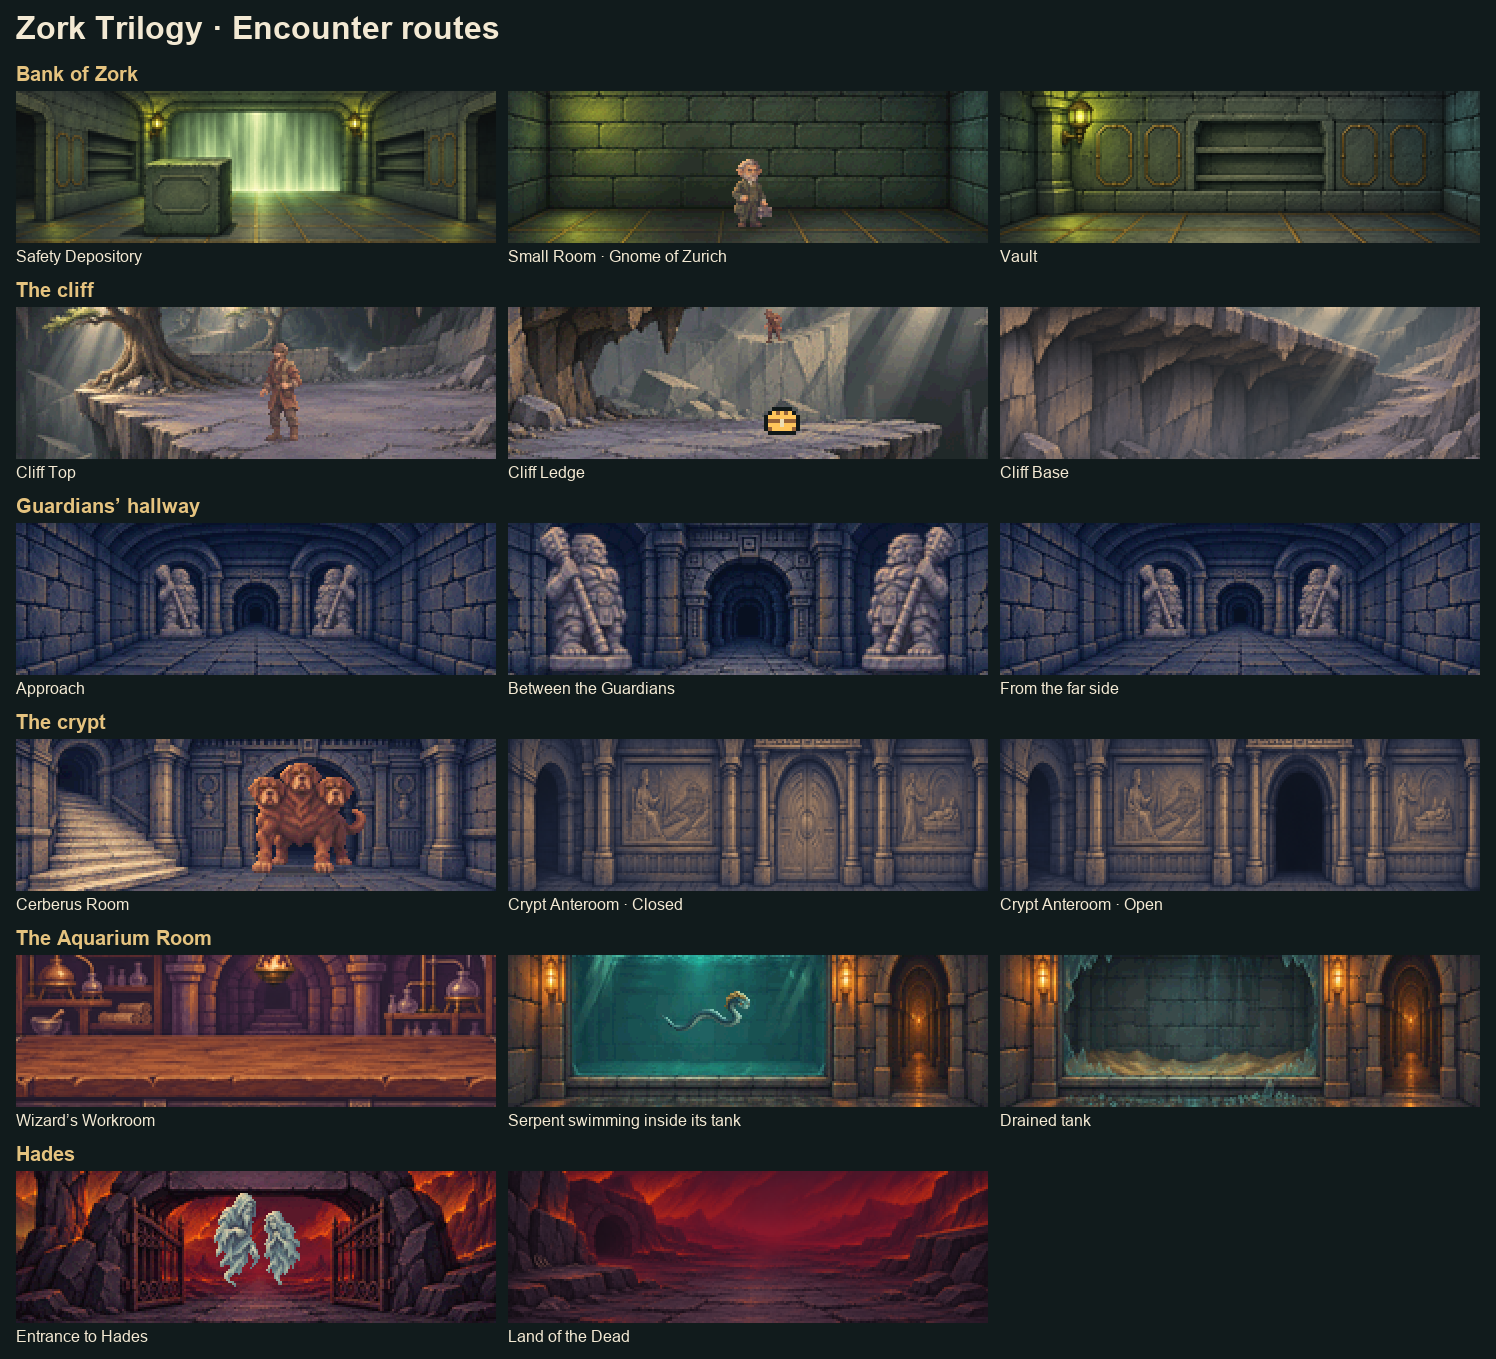 Zork Trilogy · Encounter routes
Bank of Zork
Safety Depository
Small Room · Gnome of Zurich
Vault
The cliff
Cliff Top
Cliff Ledge
Cliff Base
Guardians’ hallway
Approach
Between the Guardians
From the far side
The crypt
Cerberus Room
Crypt Anteroom · Closed
Crypt Anteroom · Open
The Aquarium Room
Wizard’s Workroom
Serpent swimming inside its tank
Drained tank
Hades
Entrance to Hades
Land of the Dead